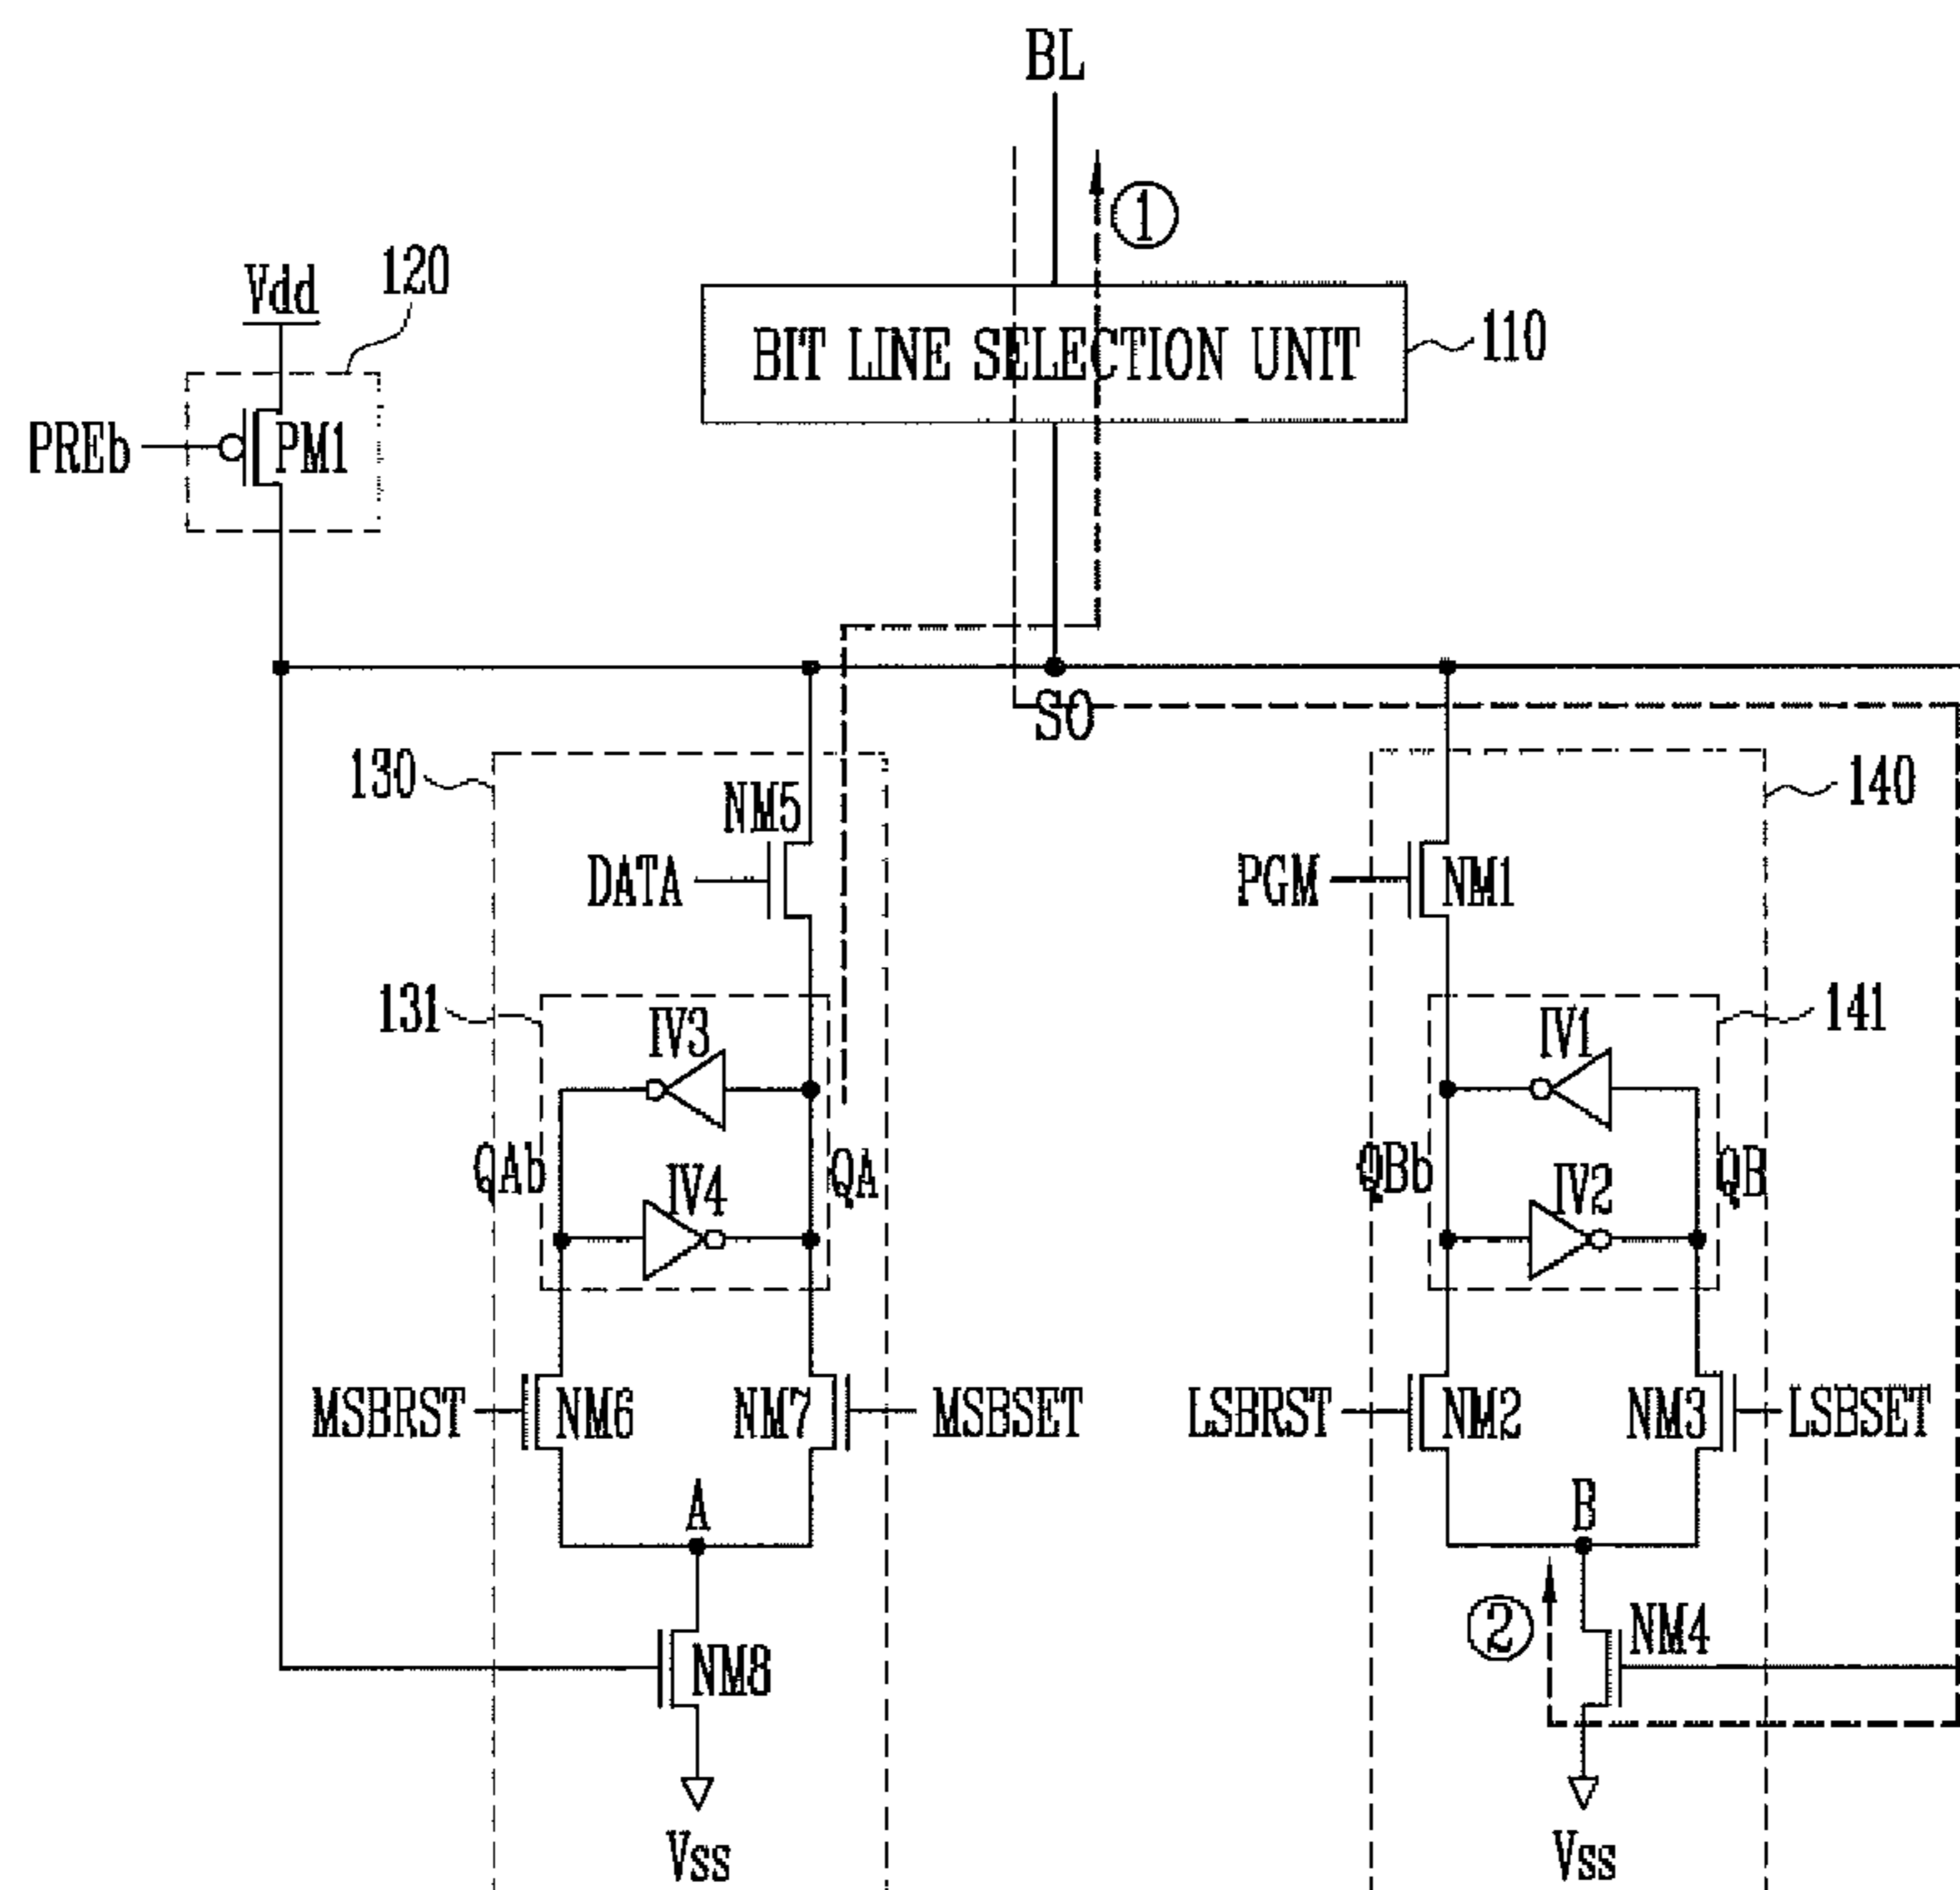 BL
①
120
Vdd
BIT LINE SELECTION UNIT
110
PREb
PM1
SO
130
140
NM5
DATA
PGM
NM1
131
IV3
141
IV1
QAb
QA
IV4
QBb
QB
IV2
MSBRST
NM6
NM7
MSBSET
LSBRST
NM2
NM3
LSBSET
A
B
②
NM4
NM8
Vss
Vss